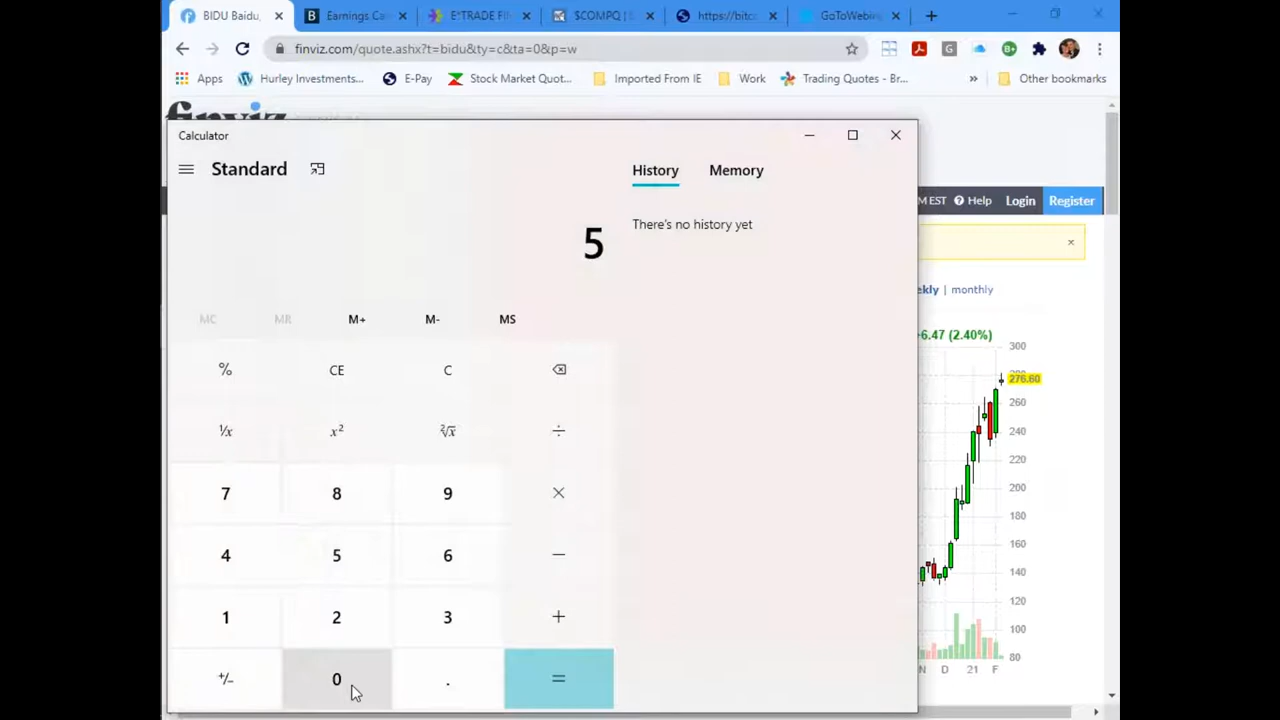 BIDU Baidu,
Earnings Ca
E*TRADE Fi
$COMPQ |
https://bitc
GoToWebin
finviz.com/quote.ashx?t=bidu&ty=c&ta=0&p=w
Apps
Hurley Investments...
E-Pay
Stock Market Quot...
Imported From IE
Work
Trading Quotes - Br...
»
Other bookmarks
finviz
Calculator
Standard
History
Memory
M EST
Help
Login
Register
There's no history yet
5
ekly | monthly
MC
MR
M+
M-
MS
+6.47 (2.40%)
300
276.60
260
240
220
200
180
160
140
120
100
80
N D 21 F
% CE C
⅟x x² ²√x ÷
7 8 9 ×
4 5 6 −
1 2 3 +
+/− 0 . =